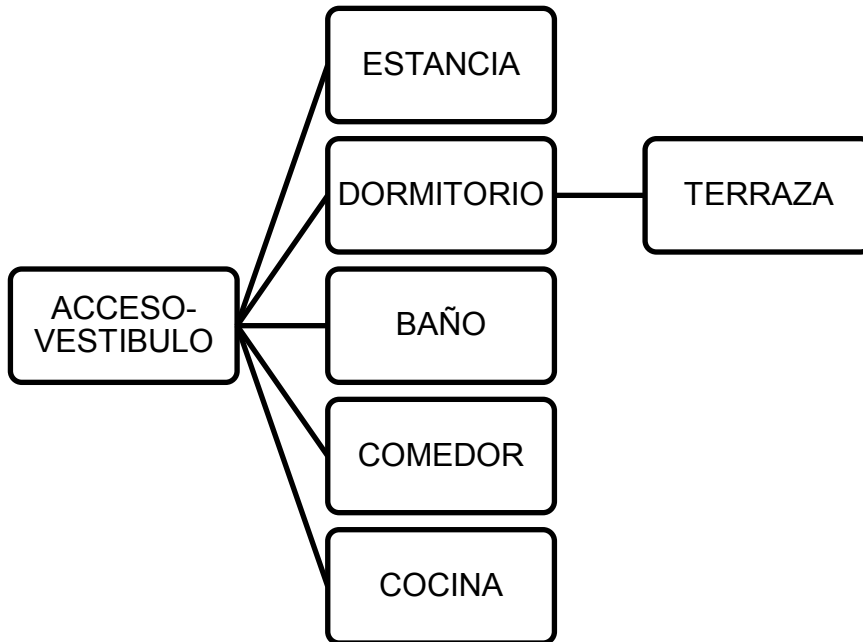 ESTANCIA
DORMITORIO
TERRAZA
ACCESO-
VESTIBULO
BAÑO
COMEDOR
COCINA